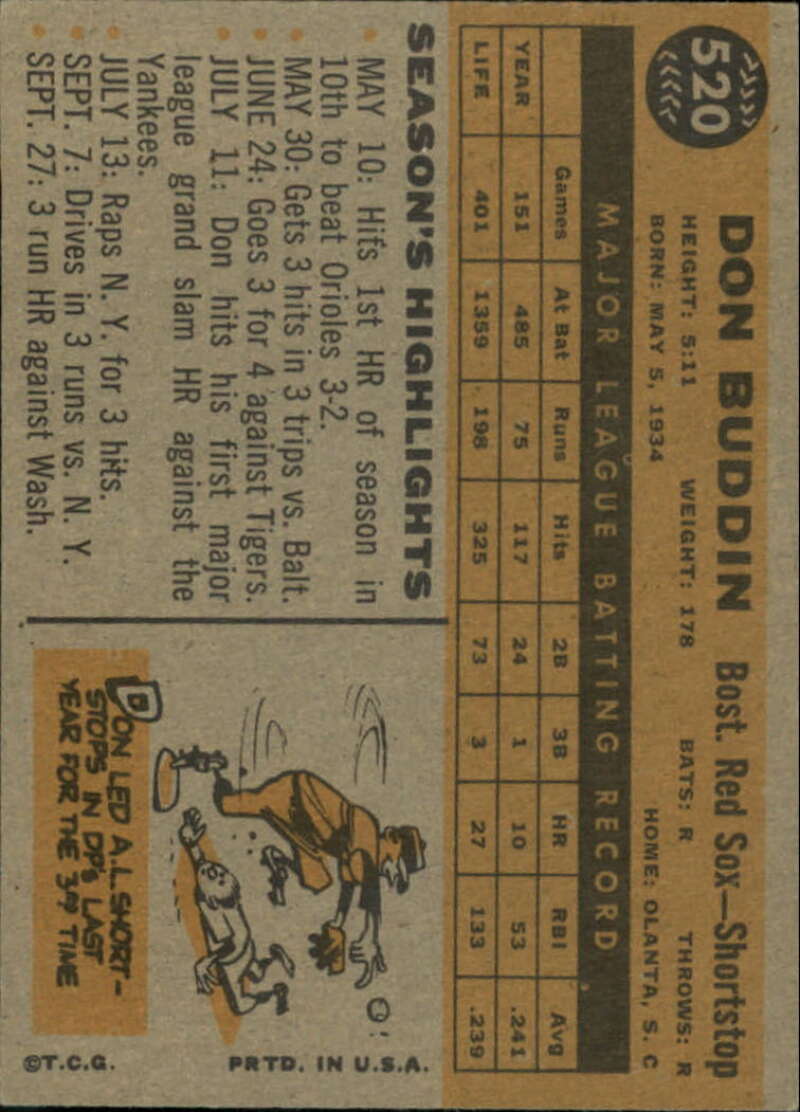 520
DON BUDDIN Bost. Red Sox—Shortstop
HEIGHT: 5:11 WEIGHT: 178 BATS: R THROWS: R
BORN: MAY 5, 1934 HOME: OLANTA, S. C
MAJOR LEAGUE BATTING RECORD
Games At Bat Runs Hits 2B 3B HR RBI Avg
YEAR 151 485 75 117 24 1 10 53 .241
LIFE 401 1359 198 325 73 3 27 133 .239
SEASON'S HIGHLIGHTS
• MAY 10: Hits 1st HR of season in
10th to beat Orioles 3-2.
• MAY 30: Gets 3 hits in 3 trips vs. Balt.
• JUNE 24: Goes 3 for 4 against Tigers.
• JULY 11: Don hits his first major
league grand slam HR against the
Yankees.
• JULY 13: Raps N. Y. for 3 hits.
• SEPT. 7: Drives in 3 runs vs. N. Y.
• SEPT. 27: 3 run HR against Wash.
DON LED A.L. SHORT-
STOPS IN DP'S LAST
YEAR FOR THE 3rd TIME
©T.C.G. PRTD. IN U.S.A.